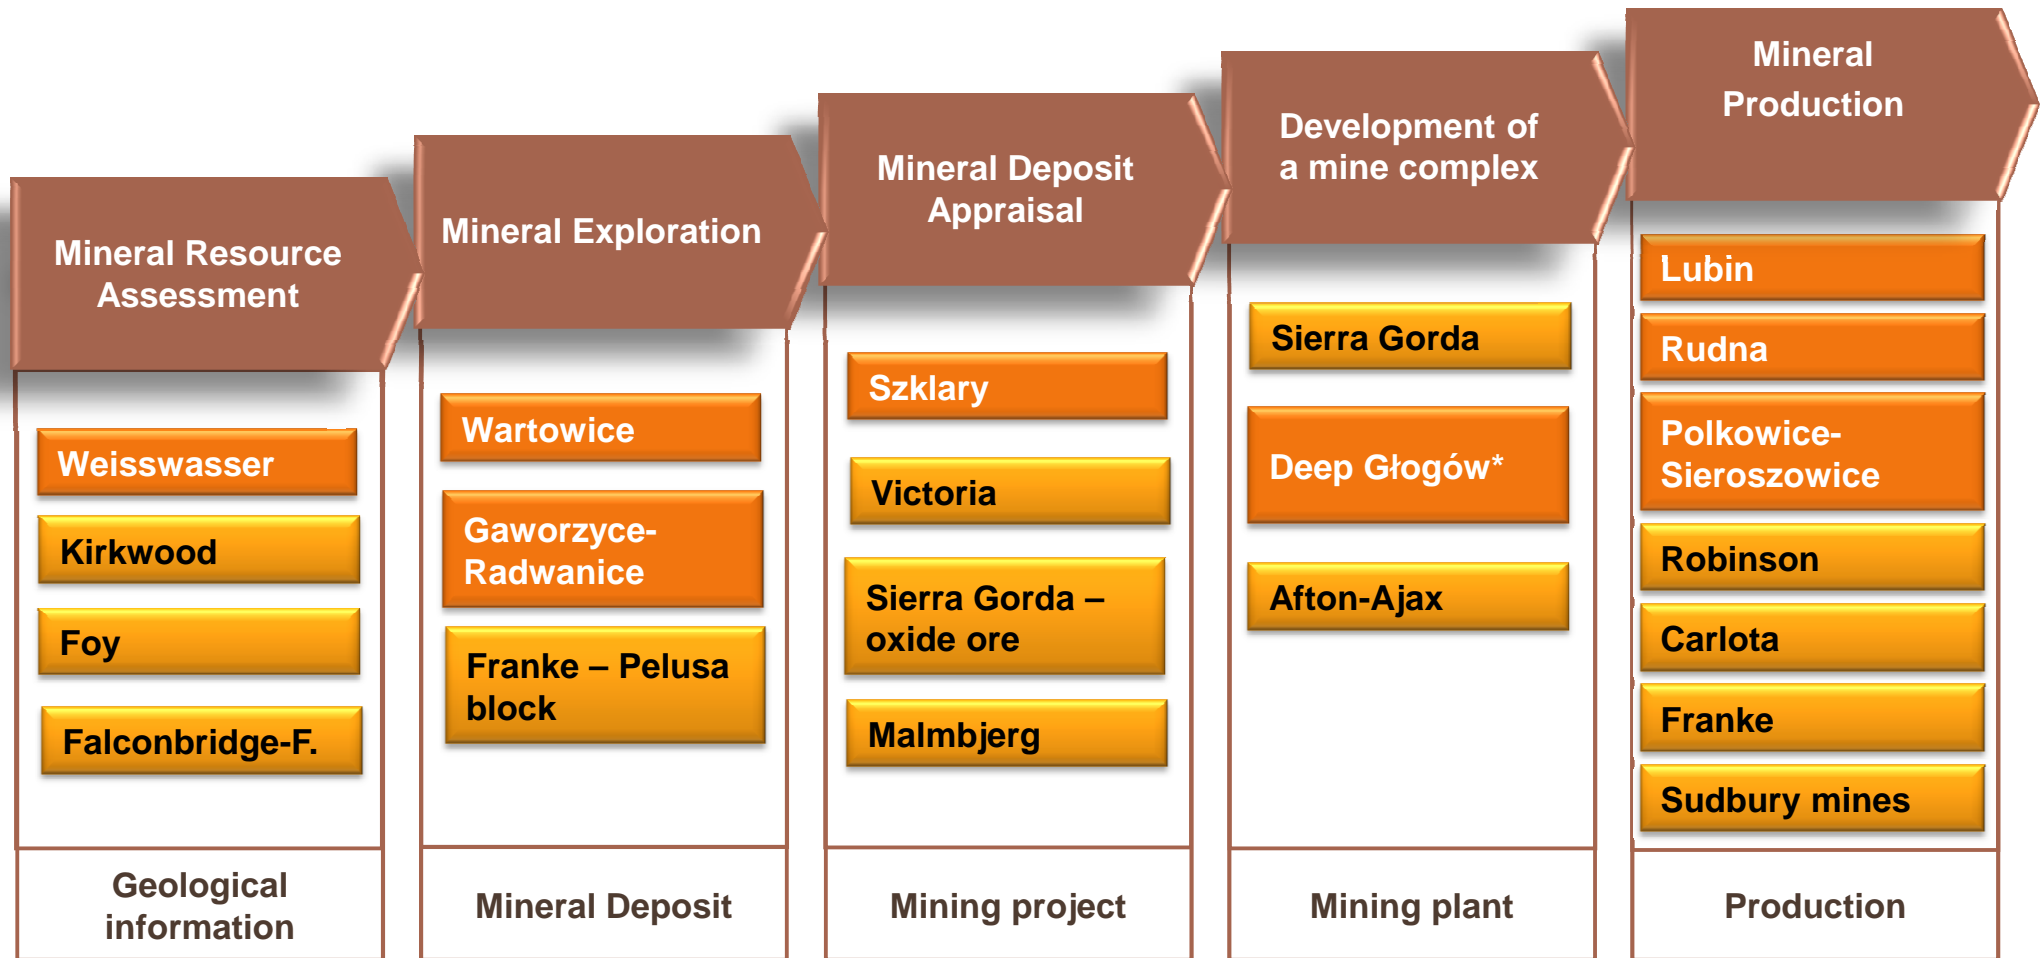 Mineral Resource
Assessment
Weisswasser
Kirkwood
Foy
Falconbridge-F.
Geological
information
Mineral Exploration
Wartowice
Gaworzyce-
Radwanice
Franke – Pelusa
block
Mineral Deposit
Mineral Deposit
Appraisal
Szklary
Victoria
Sierra Gorda –
oxide ore
Malmbjerg
Mining project
Development of
a mine complex
Sierra Gorda
Deep Głogów*
Afton-Ajax
Mining plant
Mineral
Production
Lubin
Rudna
Polkowice-
Sieroszowice
Robinson
Carlota
Franke
Sudbury mines
Production